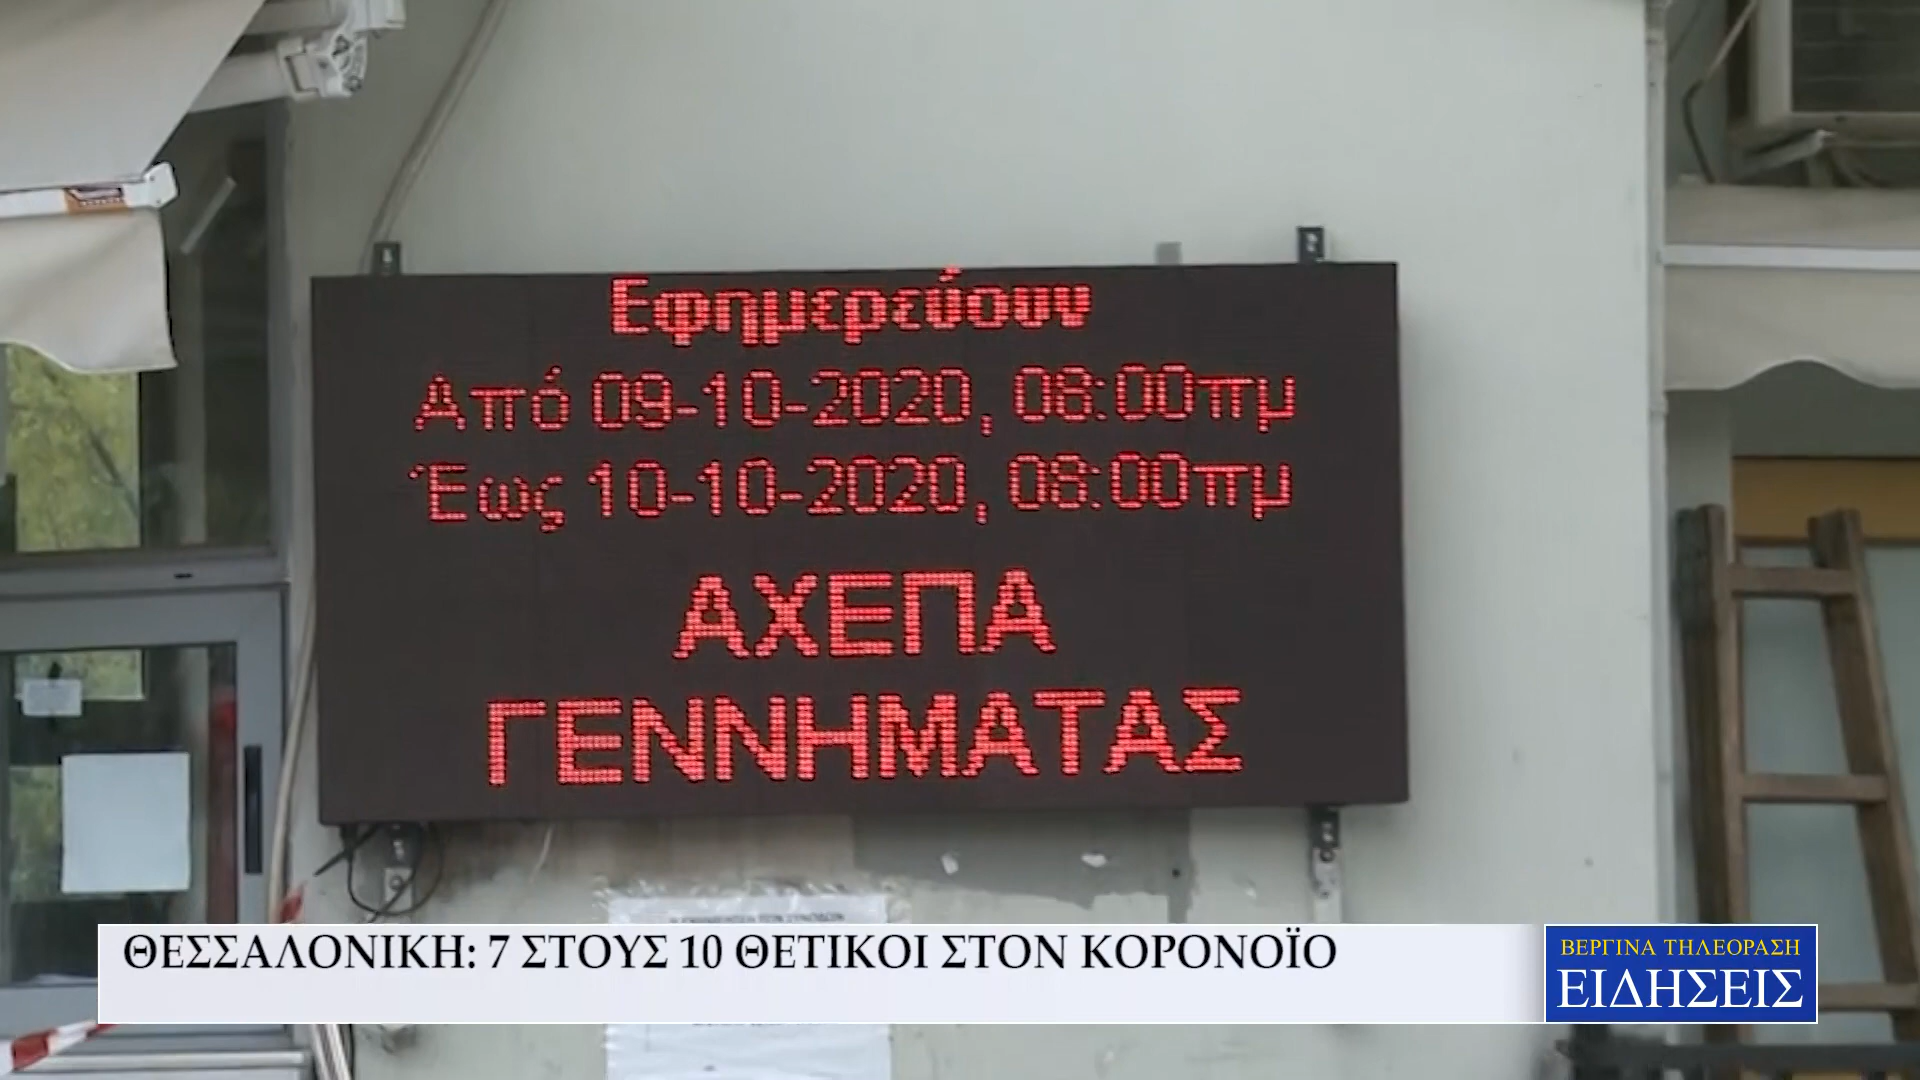 Εφημερεύουν
Από 09-10-2020, 08:00πμ
Έως 10-10-2020, 08:00πμ
ΑΧΕΠΑ
ΓΕΝΝΗΜΑΤΑΣ
ΘΕΣΣΑΛΟΝΙΚΗ: 7 ΣΤΟΥΣ 10 ΘΕΤΙΚΟΙ ΣΤΟΝ ΚΟΡΟΝΟΪΟ
ΒΕΡΓΙΝΑ ΤΗΛΕΟΡΑΣΗ
ΕΙΔΗΣΕΙΣ